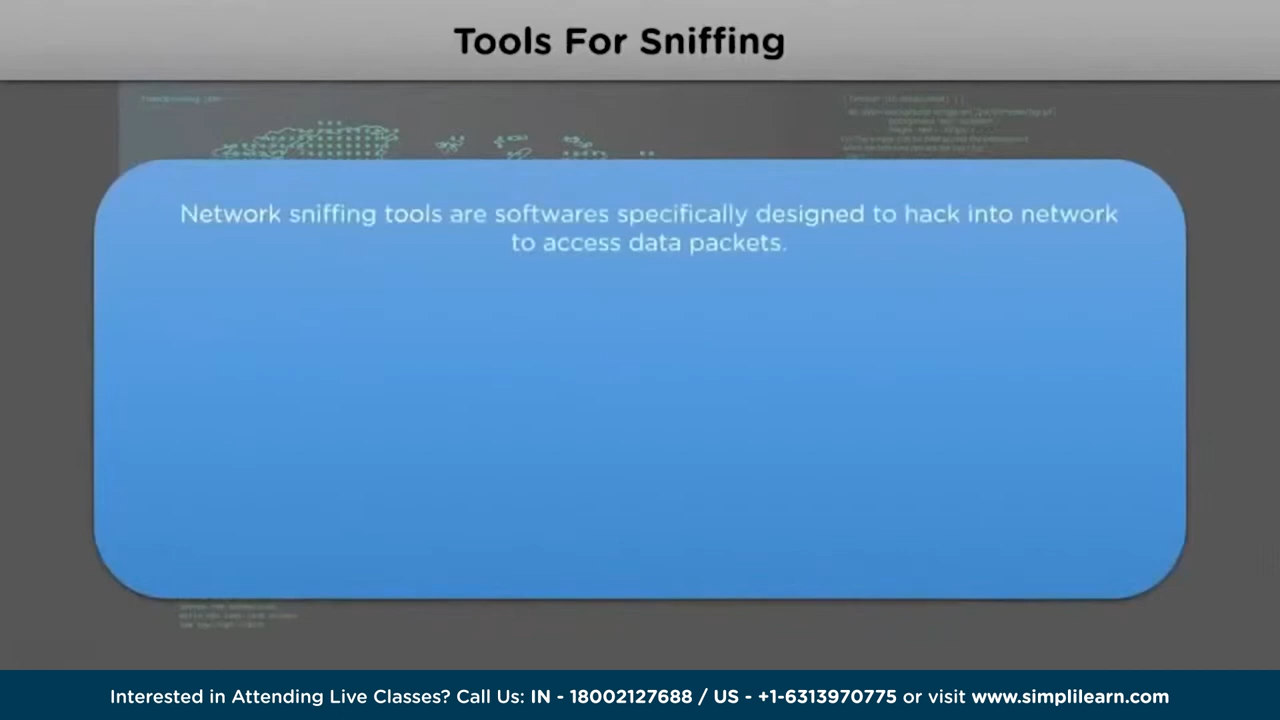 Tools For Sniffing
Network sniffing tools are softwares specifically designed to hack into network
to access data packets.
Interested in Attending Live Classes? Call Us: IN - 18002127688 / US - +1-6313970775 or visit www.simplilearn.com